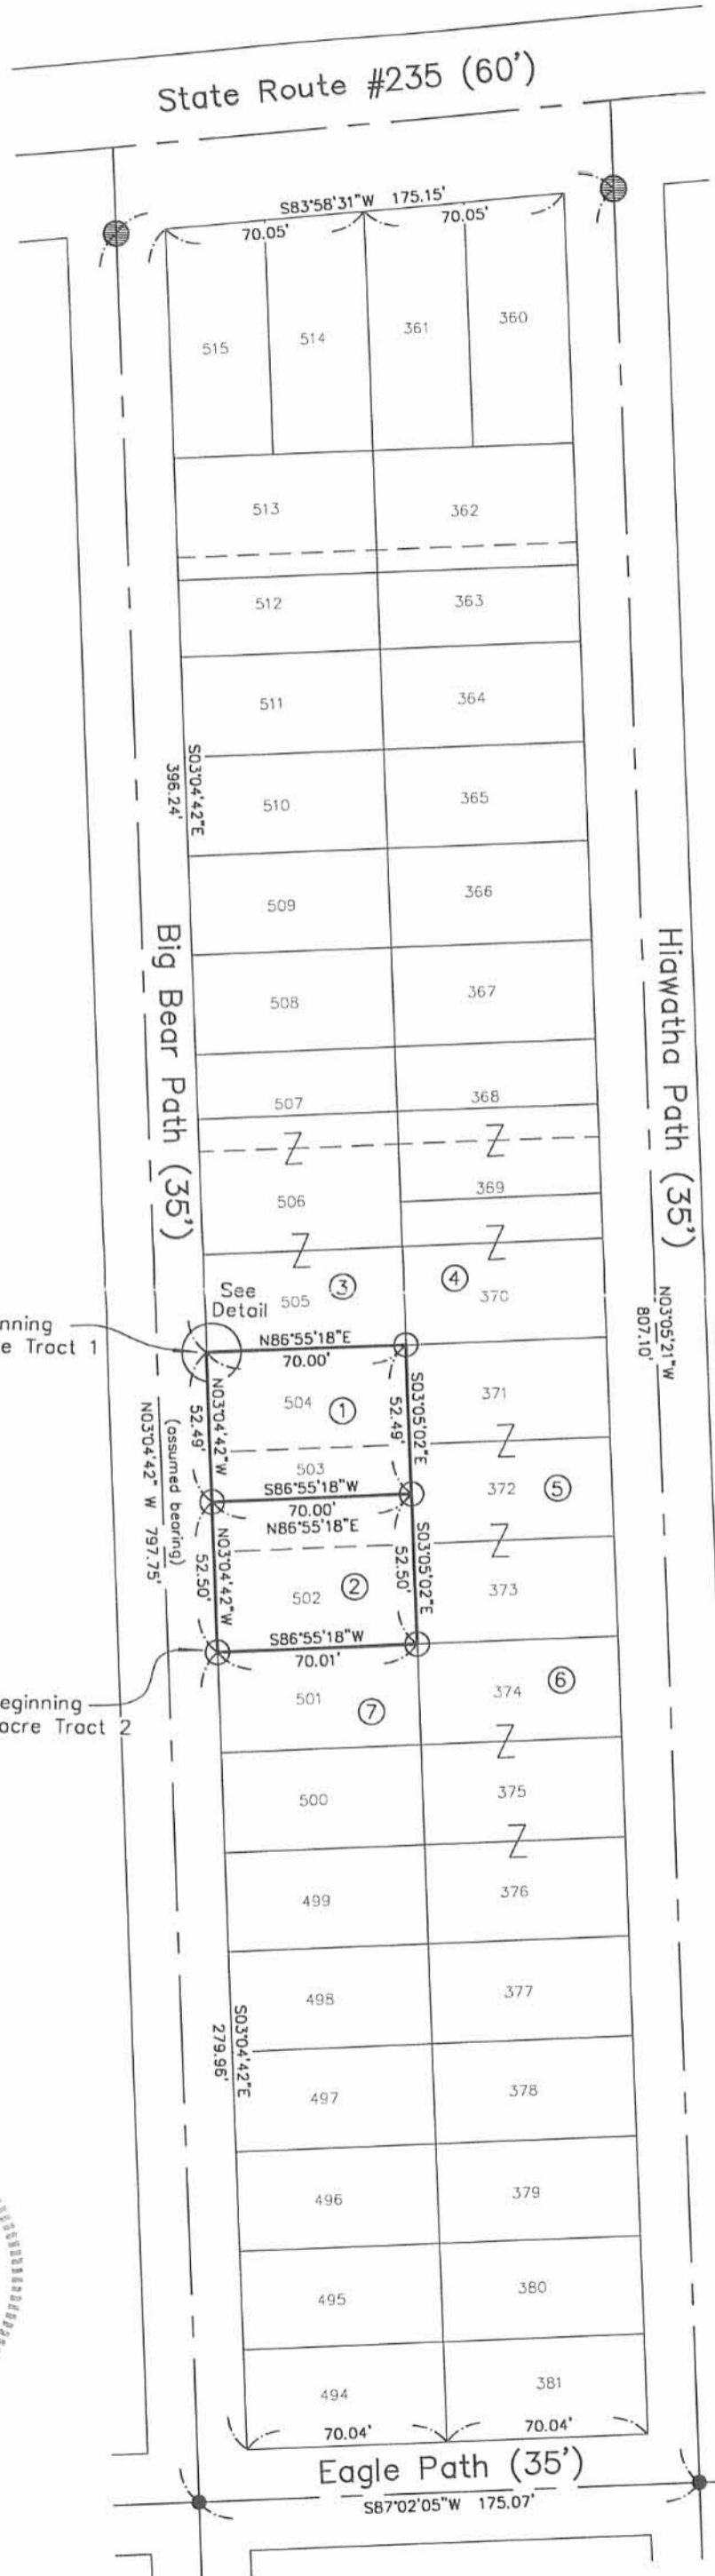 State Route #235 (60')
S83°58'31"W 175.15'
70.05'
70.05'
515
514
361
360
513
362
512
363
511
364
S03°04'42"E
396.24'
510
365
509
366
Big Bear Path (35')
Hiawatha Path (35')
508
367
507
368
Z
Z
506
369
Z
Z
See
Detail
505
3
4
370
nning
e Tract 1
N86°55'18"E
70.00'
N03°05'21"W
807.10'
504
1
N03°04'42"W
52.49'
S03°05'02"E
52.49'
371
Z
(assumed bearing)
N03°04'42" W 797.75'
503
S86°55'18"W
70.00'
N86°55'18"E
372
5
Z
N03°04'42"W
52.50'
S03°05'02"E
52.50'
502
2
373
S86°55'18"W
70.01'
eginning
acre Tract 2
501
7
374
6
Z
500
375
Z
499
376
498
377
S03°04'42"E
279.96'
497
378
496
379
495
380
494
381
70.04'
70.04'
Eagle Path (35')
S87°02'05"W 175.07'